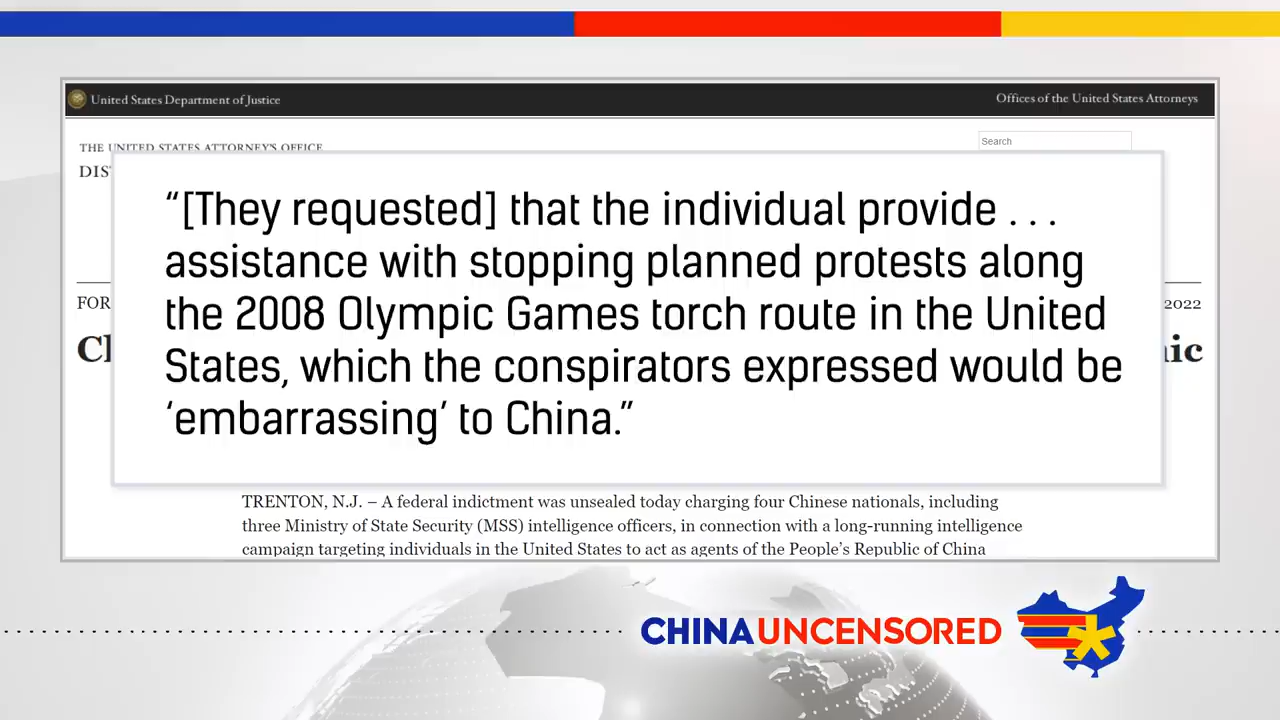 United States Department of Justice
Offices of the United States Attorneys
THE UNITED STATES ATTORNEY'S OFFICE
Search
DIS
“[They requested] that the individual provide . . .
assistance with stopping planned protests along
the 2008 Olympic Games torch route in the United
States, which the conspirators expressed would be
‘embarrassing’ to China.”
FOR
2022
TRENTON, N.J. – A federal indictment was unsealed today charging four Chinese nationals, including
three Ministry of State Security (MSS) intelligence officers, in connection with a long-running intelligence
campaign targeting individuals in the United States to act as agents of the People’s Republic of China
CHINA UNCENSORED